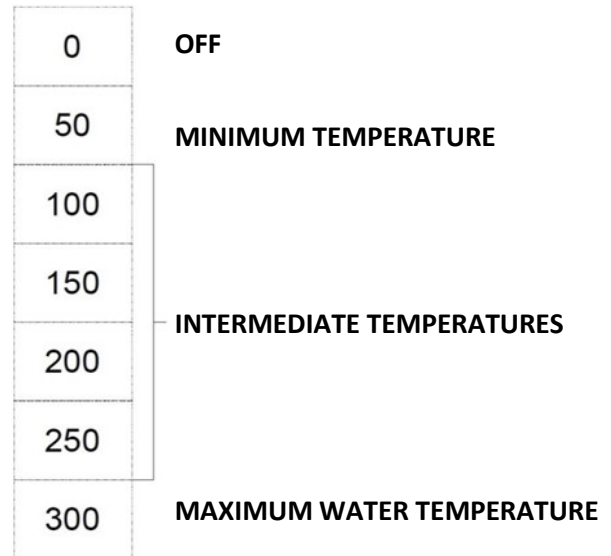 0 OFF
50 MINIMUM TEMPERATURE
100
150
INTERMEDIATE TEMPERATURES
200
250
300 MAXIMUM WATER TEMPERATURE